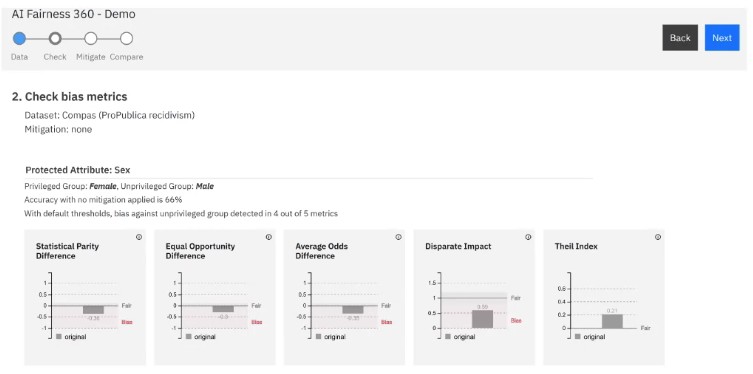 AI Fairness 360 - Demo
Back
Next
Data
Check
Mitigate
Compare
2. Check bias metrics
Dataset: Compas (ProPublica recidivism)
Mitigation: none
Protected Attribute: Sex
Privileged Group: Female, Unprivileged Group: Male
Accuracy with no mitigation applied is 66%
With default thresholds, bias against unprivileged group detected in 4 out of 5 metrics
Statistical Parity
Difference
1
0.5
0
Fair
-0.5
-1
Bias
original
Equal Opportunity
Difference
1
0.5
0
Fair
-0.5
-0.3
-1
Bias
original
Average Odds
Difference
1
0.5
0
Fair
-0.5
-0.35
-1
Bias
original
Disparate Impact
1.5
1
Fair
0.5
Bias
0
original
Theil Index
0.6
0.4
0.2
0.21
0
Fair
original